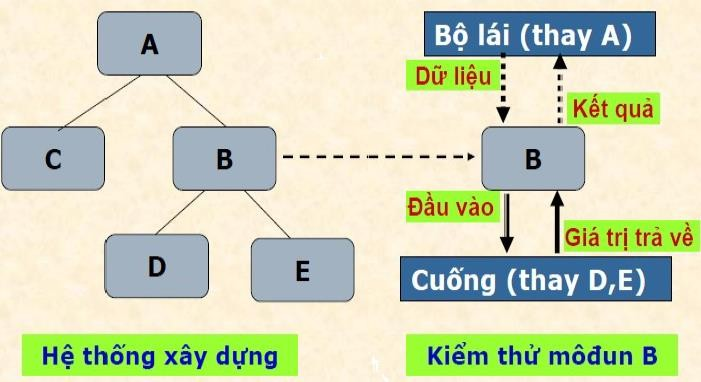 A
C
B
D
E
Hệ thống xây dựng
Bộ lái (thay A)
Dữ liệu
Kết quả
B
Đầu vào
Giá trị trả về
Cuống (thay D,E)
Kiểm thử môđun B